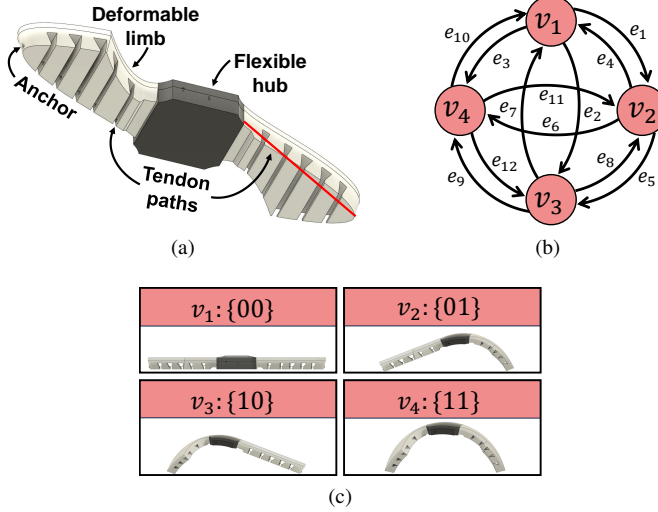 Deformable
limb
Flexible
hub
Anchor
Tendon
paths
(a)
v₁
v₂
v₃
v₄
e₁
e₂
e₃
e₄
e₅
e₆
e₇
e₈
e₉
e₁₀
e₁₁
e₁₂
(b)
v₁:{00}
v₂:{01}
v₃:{10}
v₄:{11}
(c)